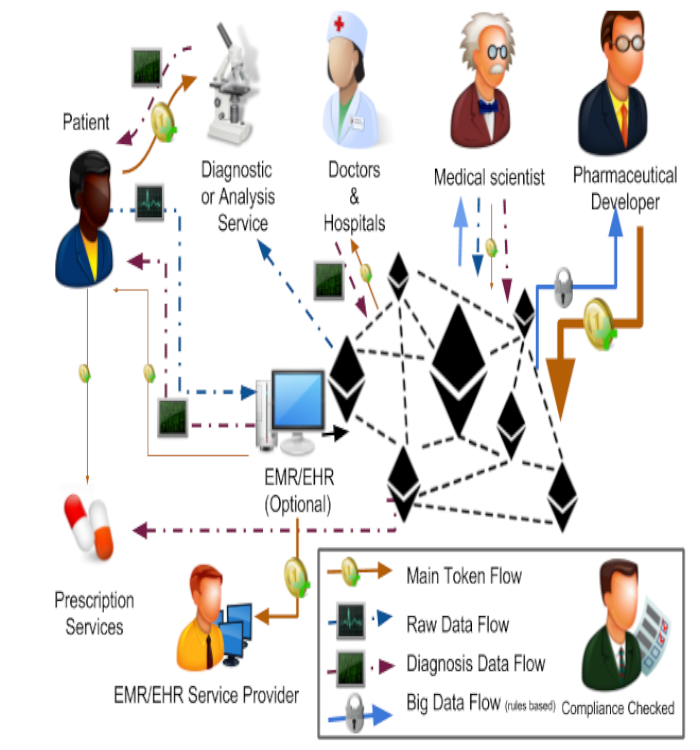 Patient
Diagnostic
or Analysis
Service
Doctors
&
Hospitals
Medical scientist
Pharmaceutical
Developer
EMR/EHR
(Optional)
Prescription
Services
EMR/EHR Service Provider
Main Token Flow
Raw Data Flow
Diagnosis Data Flow
Big Data Flow (rules based)
Compliance Checked